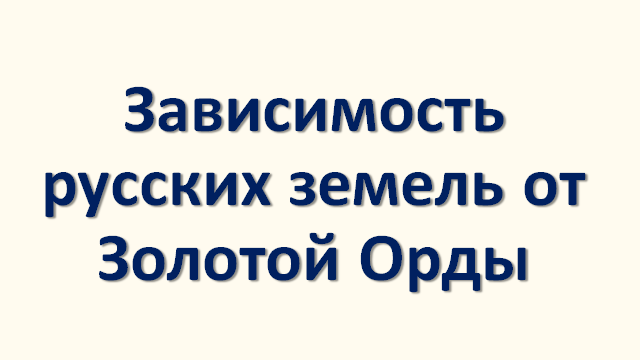 Зависимость
русских земель от
Золотой Орды